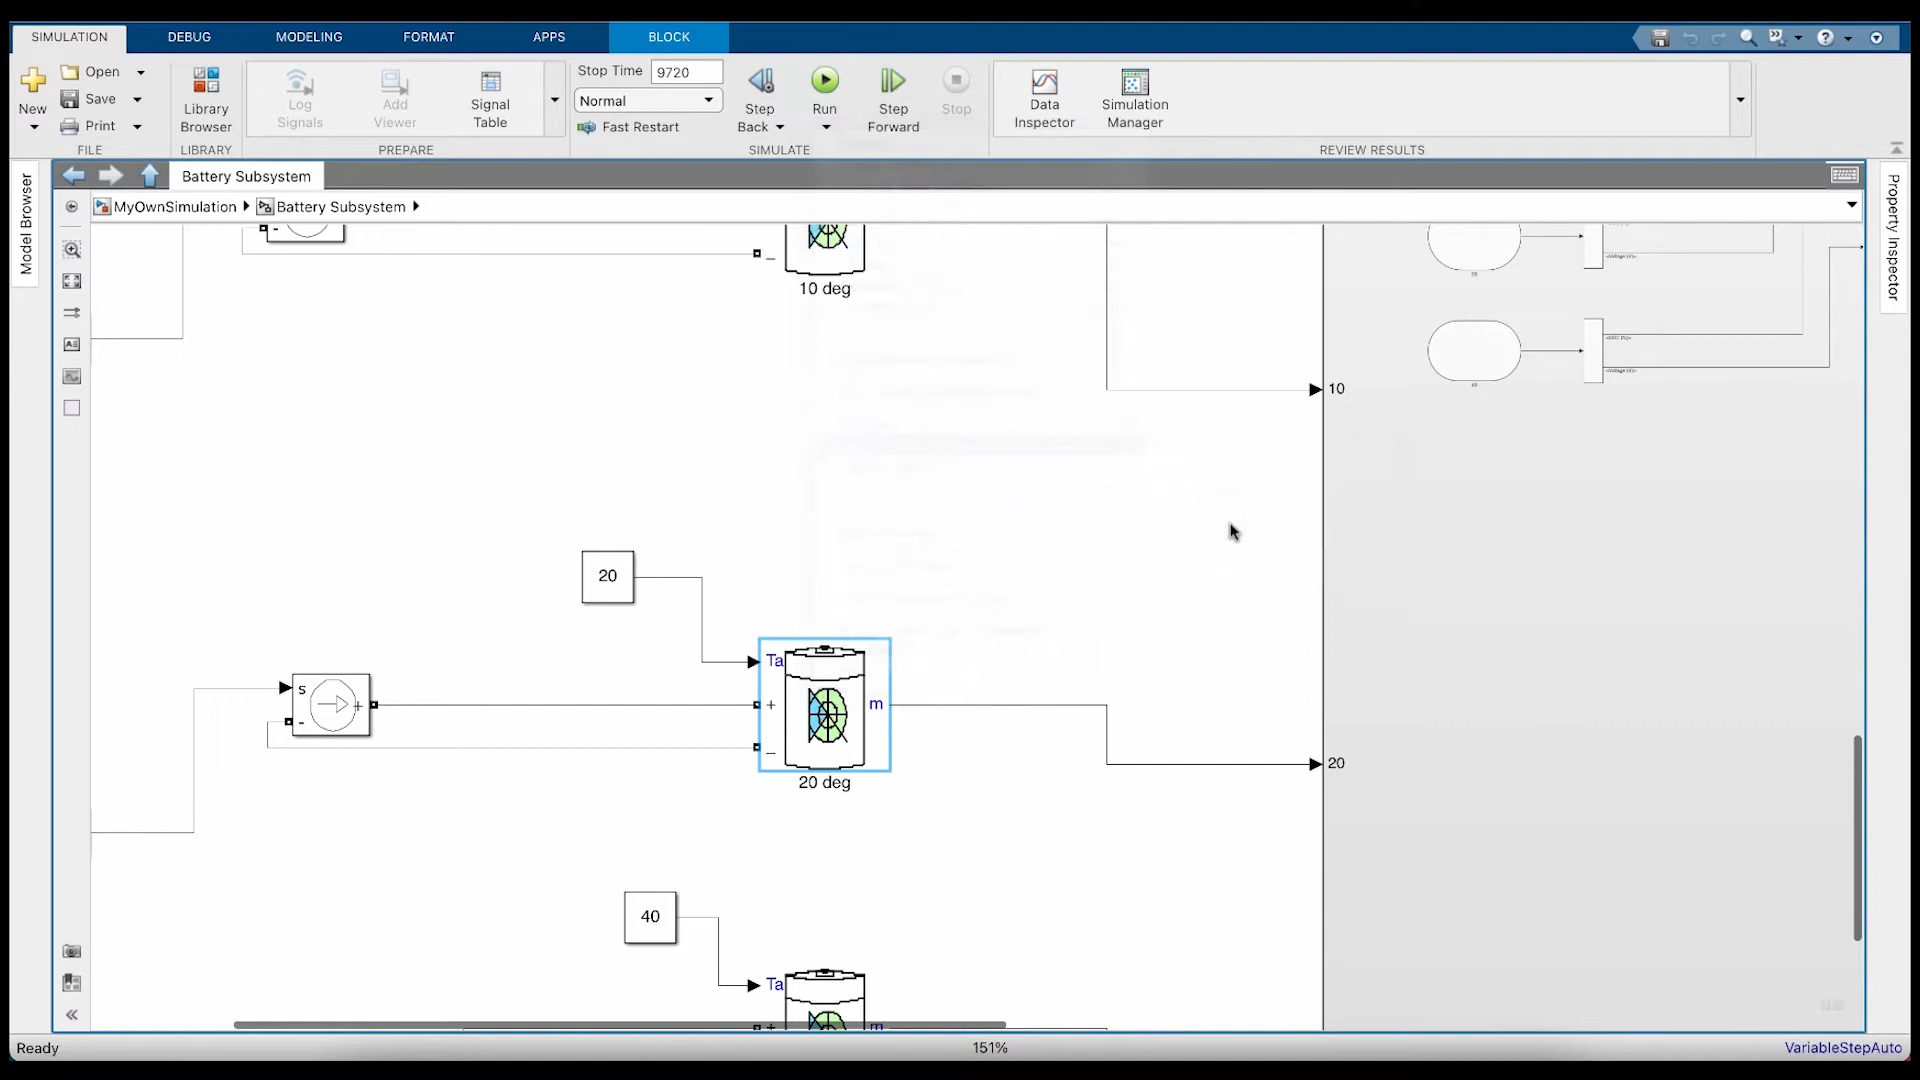 SIMULATION DEBUG MODELING FORMAT APPS BLOCK
New
Open
Save
Print
FILE
Library
Browser
LIBRARY
Log
Signals
Add
Viewer
Signal
Table
PREPARE
Stop Time 9720
Normal
Fast Restart
Step
Back
Run
Step
Forward
Stop
SIMULATE
Data
Inspector
Simulation
Manager
REVIEW RESULTS
Model Browser
Battery Subsystem
Property Inspector
MyOwnSimulation Battery Subsystem
-
_
10 deg
10
20
Ta
s
+
-
+
m
_
20 deg
20
40
Ta
+
m
Ready
151%
VariableStepAuto